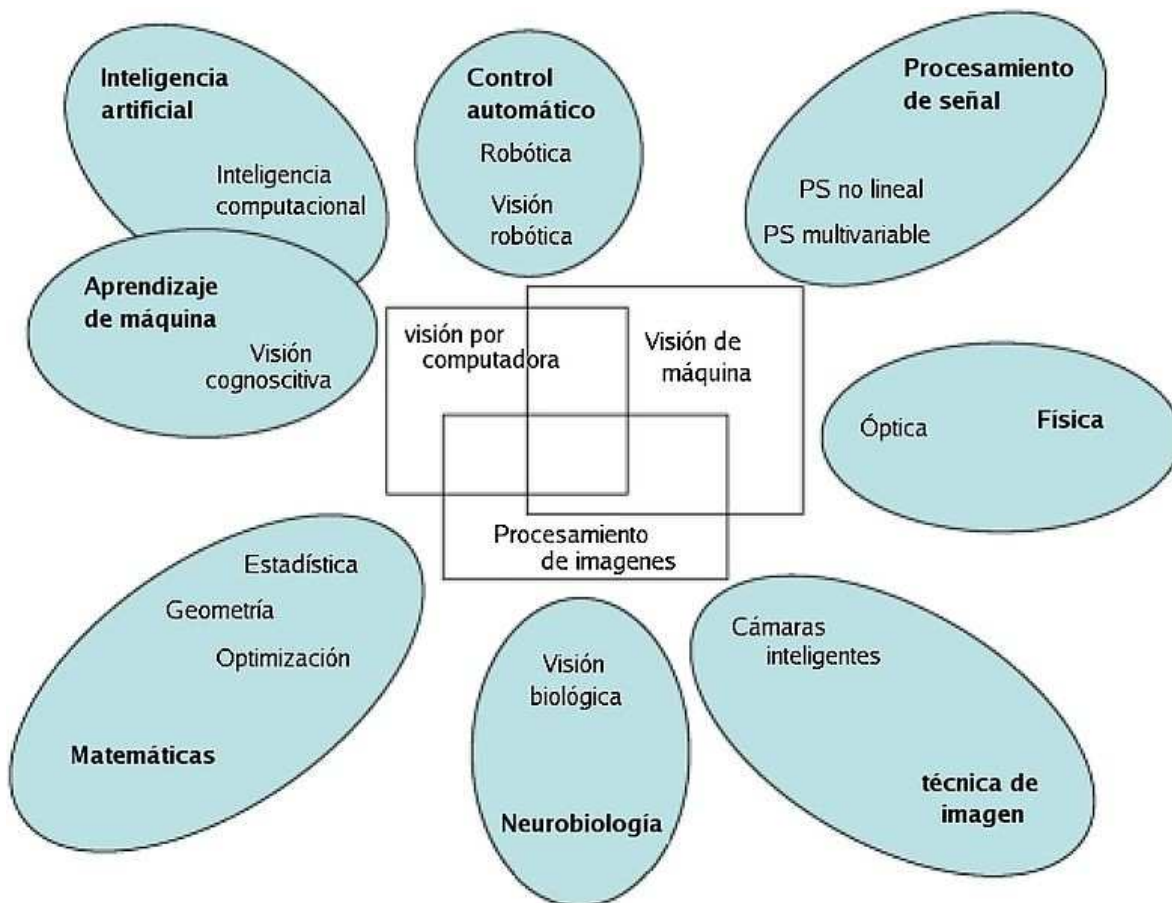 Inteligencia
artificial
Inteligencia
computacional
Control
automático
Robótica
Visión
robótica
Procesamiento
de señal
PS no lineal
PS multivariable
Aprendizaje
de máquina
Visión
cognoscitiva
visión por
computadora
Visión de
máquina
Óptica
Física
Procesamiento
de imagenes
Estadística
Geometría
Optimización
Matemáticas
Visión
biológica
Neurobiología
Cámaras
inteligentes
técnica de
imagen